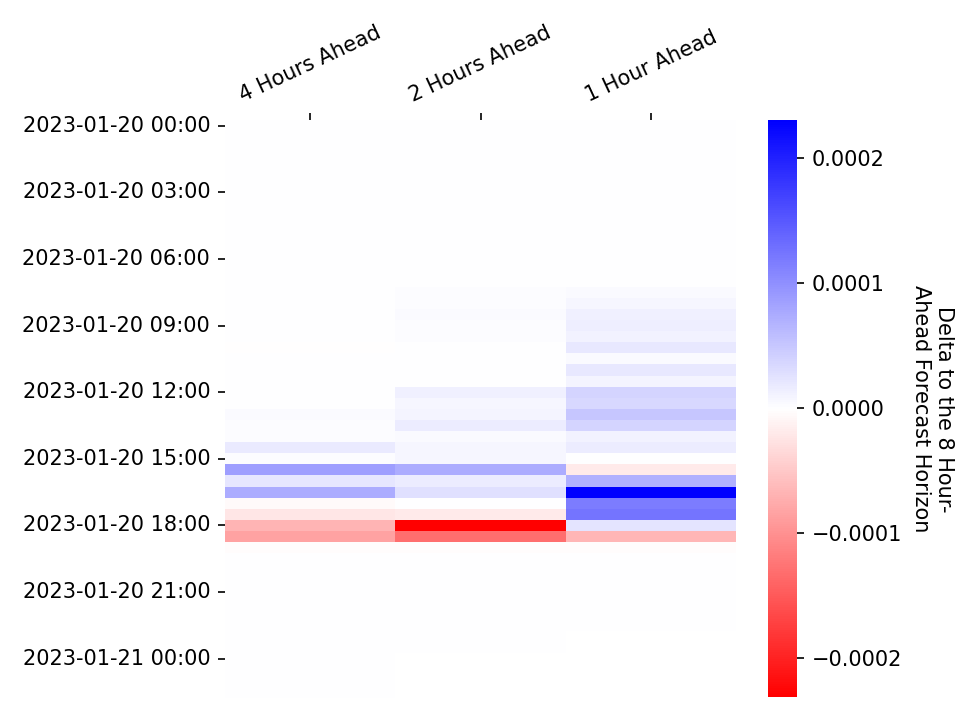 4 Hours Ahead
2 Hours Ahead
1 Hour Ahead
2023-01-20 00:00
2023-01-20 03:00
2023-01-20 06:00
2023-01-20 09:00
2023-01-20 12:00
2023-01-20 15:00
2023-01-20 18:00
2023-01-20 21:00
2023-01-21 00:00
0.0002
0.0001
0.0000
−0.0001
−0.0002
Delta to the 8 Hour-
Ahead Forecast Horizon